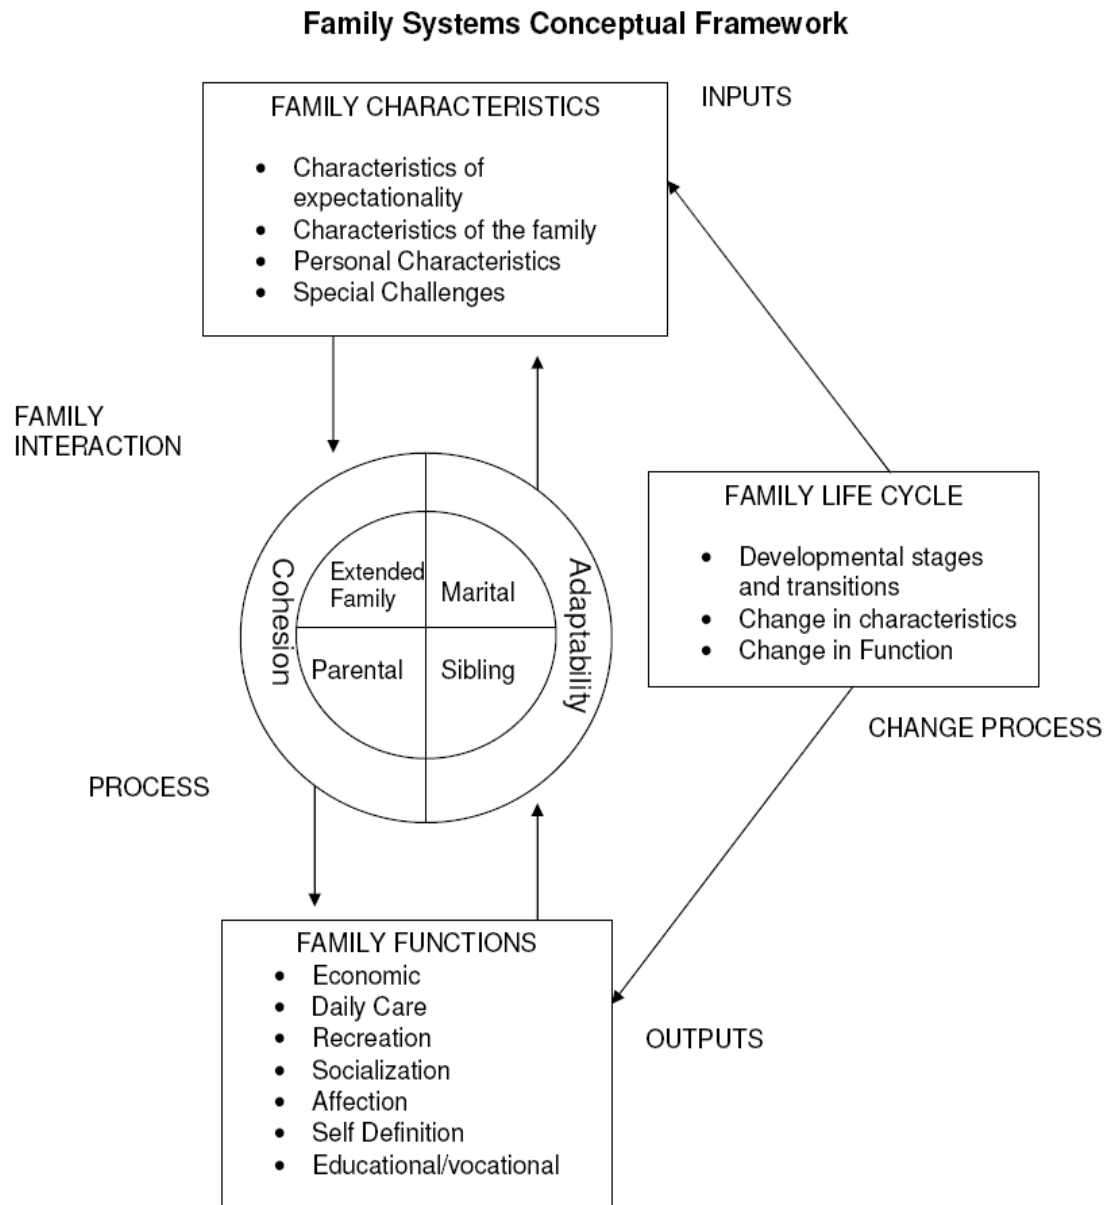 Family Systems Conceptual Framework
FAMILY CHARACTERISTICS
• Characteristics of
expectationality
• Characteristics of the family
• Personal Characteristics
• Special Challenges
INPUTS
FAMILY
INTERACTION
Cohesion
Extended
Family
Marital
Parental
Sibling
Adaptability
FAMILY LIFE CYCLE
• Developmental stages
and transitions
• Change in characteristics
• Change in Function
CHANGE PROCESS
PROCESS
FAMILY FUNCTIONS
• Economic
• Daily Care
• Recreation
• Socialization
• Affection
• Self Definition
• Educational/vocational
OUTPUTS